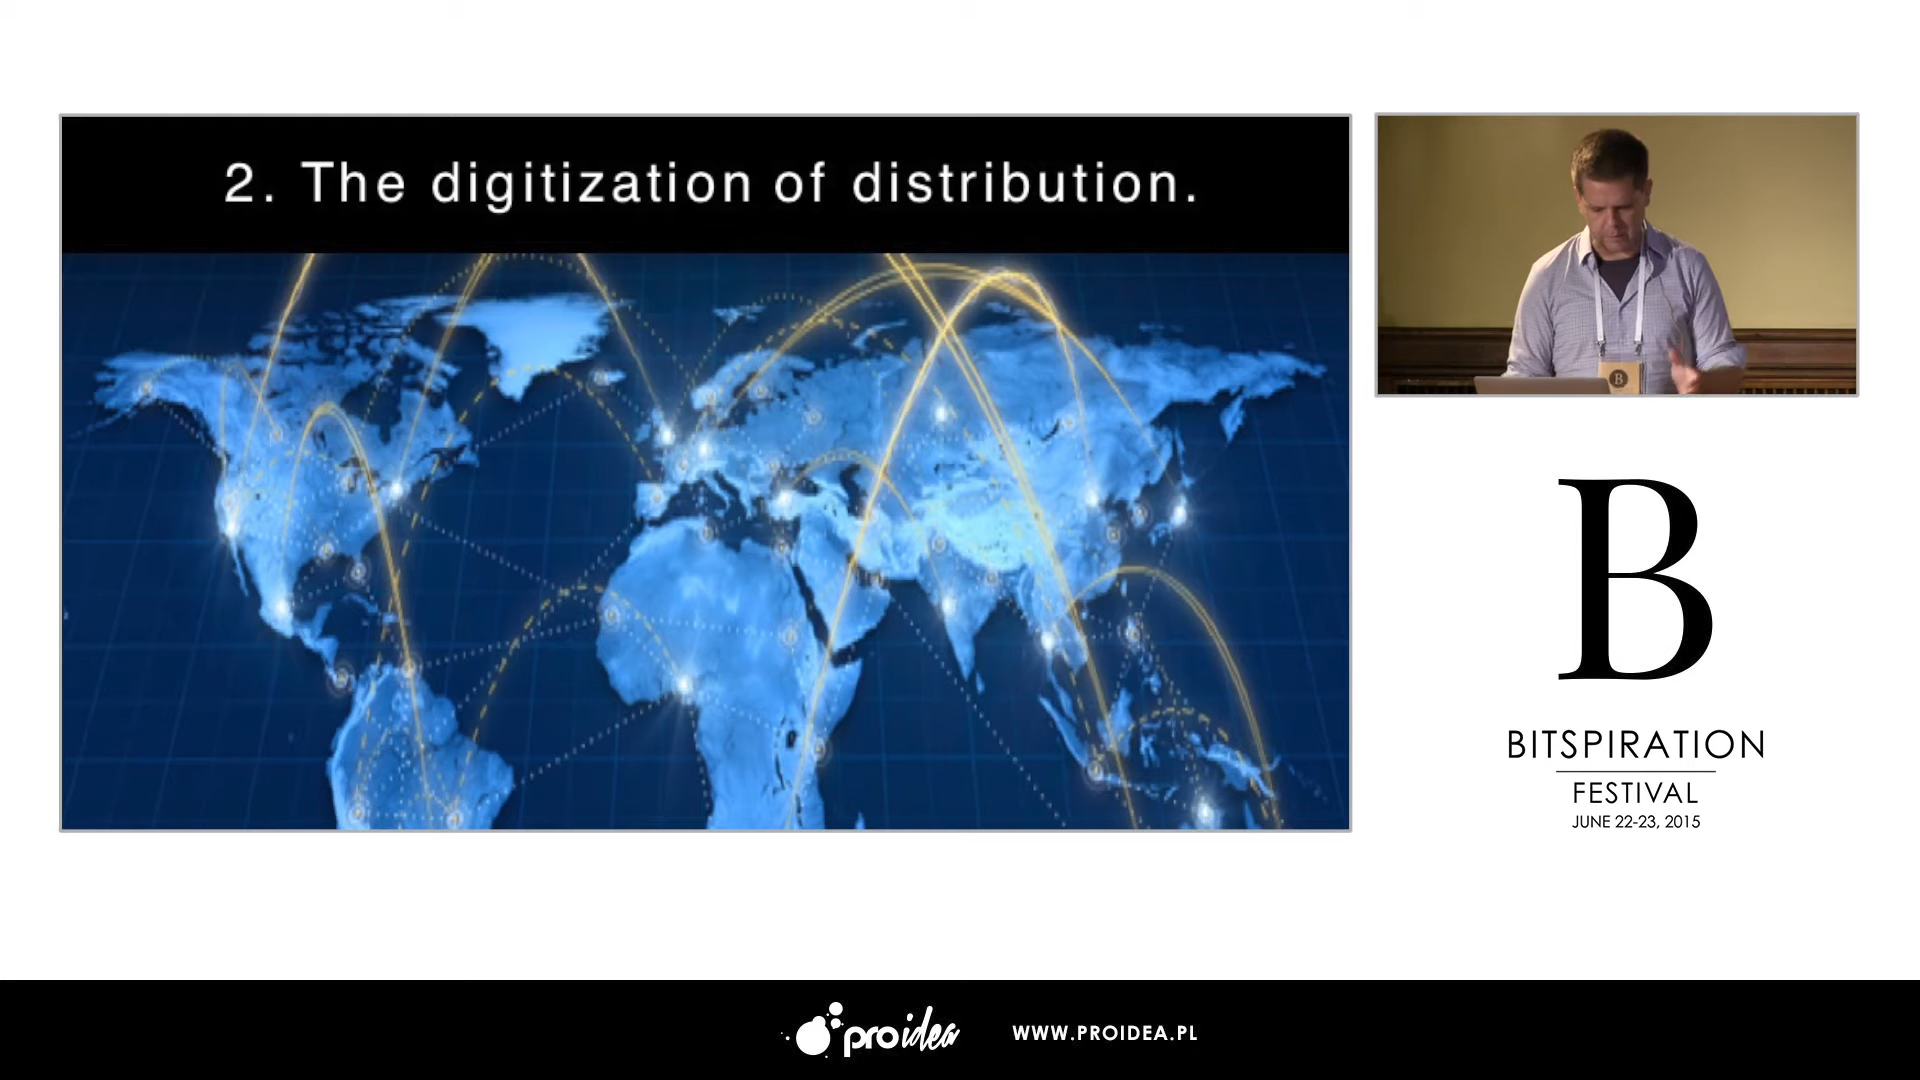 2. The digitization of distribution.
B
B
BITSPIRATION
FESTIVAL
JUNE 22-23, 2015
proidea
WWW.PROIDEA.PL